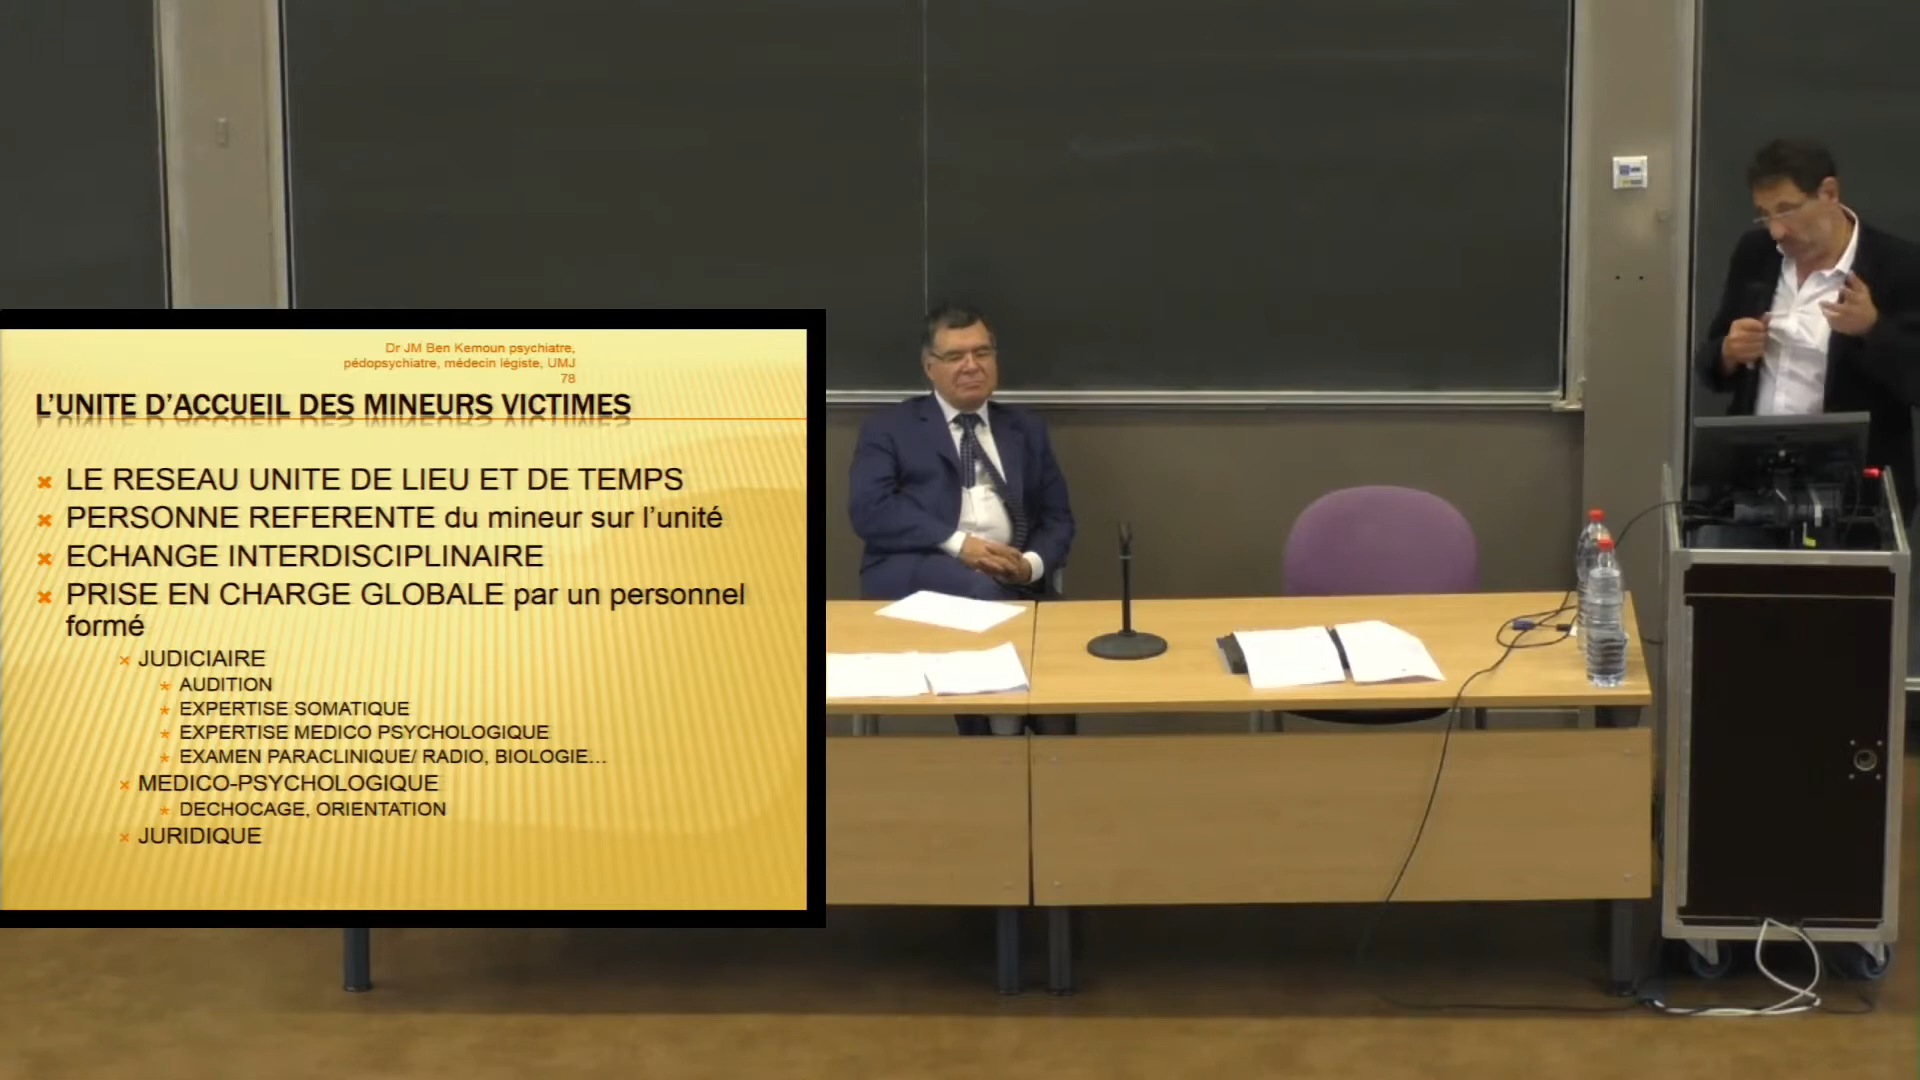 Dr JM Ben Kemoun psychiatre,
pédopsychiatre, médecin légiste, UMJ
78
L'UNITE D'ACCUEIL DES MINEURS VICTIMES
LE RESEAU UNITE DE LIEU ET DE TEMPS
PERSONNE REFERENTE du mineur sur l'unité
ECHANGE INTERDISCIPLINAIRE
PRISE EN CHARGE GLOBALE par un personnel
formé
JUDICIAIRE
AUDITION
EXPERTISE SOMATIQUE
EXPERTISE MEDICO PSYCHOLOGIQUE
EXAMEN PARACLINIQUE/ RADIO, BIOLOGIE…
MEDICO-PSYCHOLOGIQUE
DECHOCAGE, ORIENTATION
JURIDIQUE